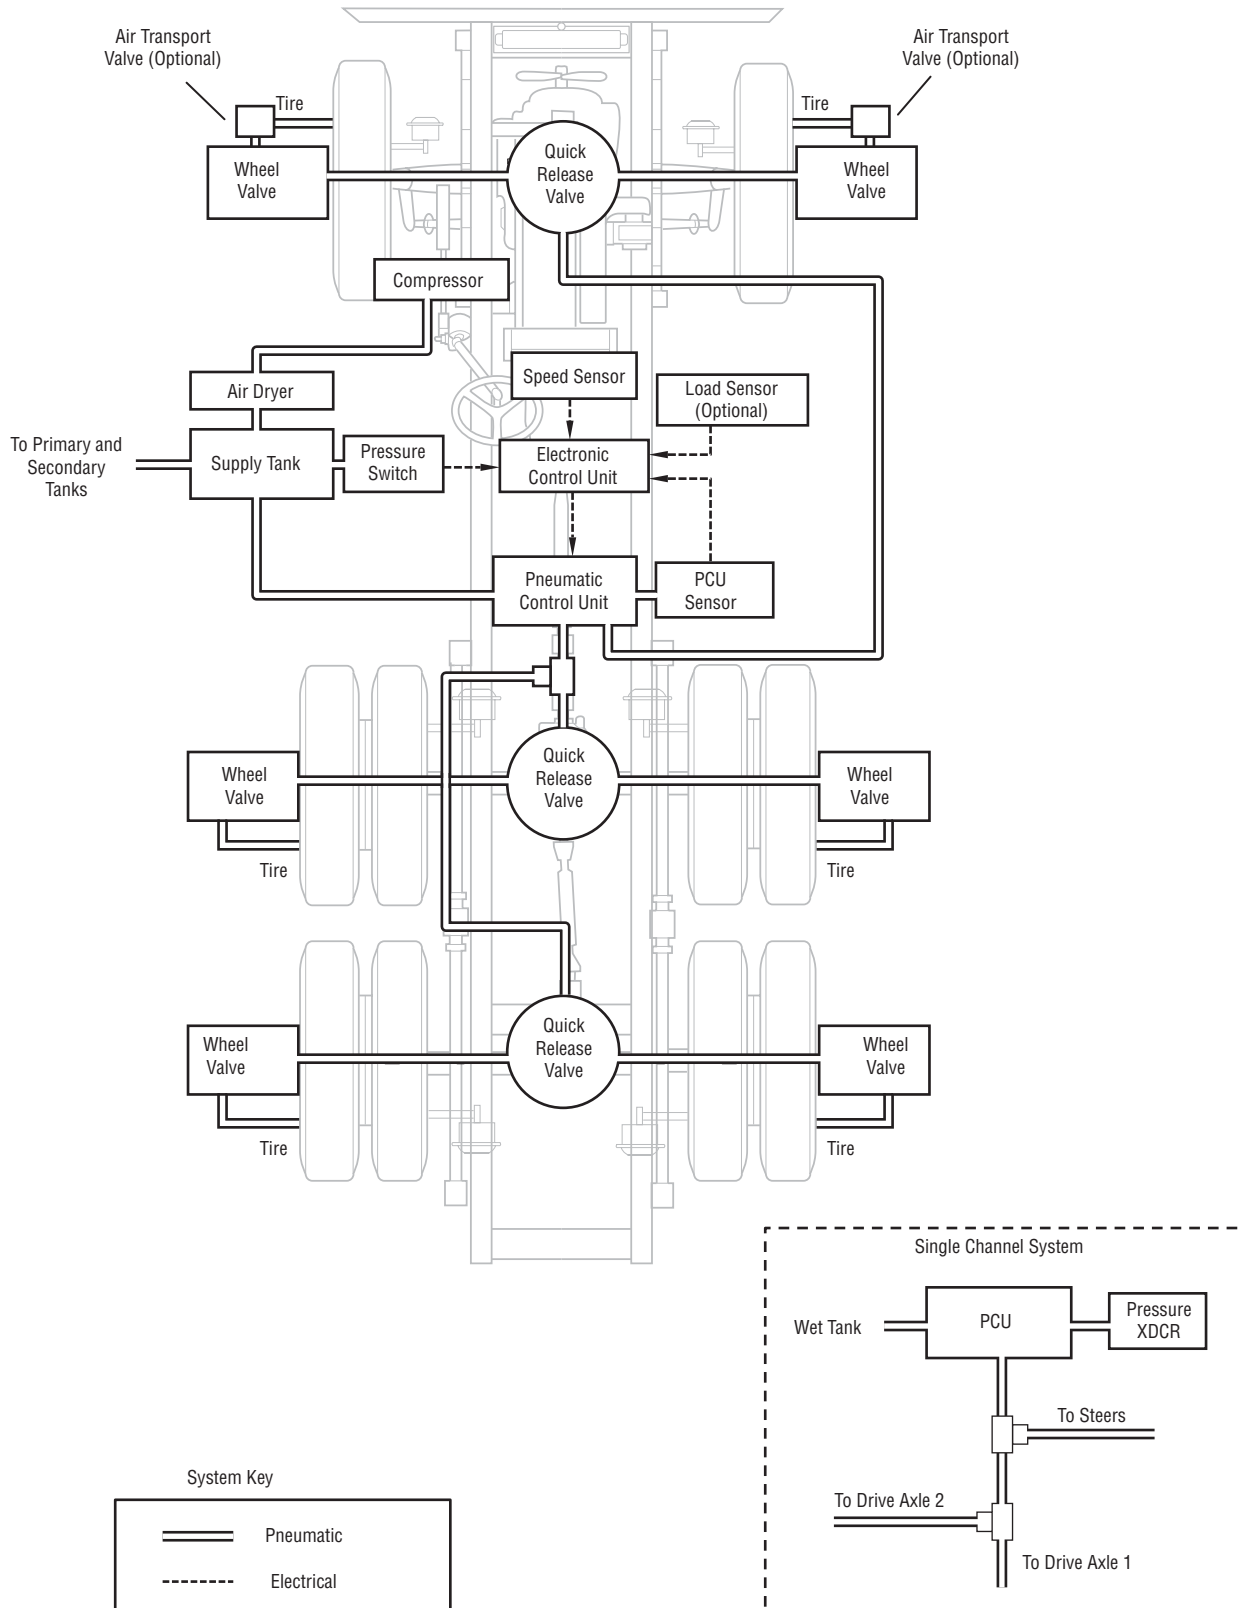 Air Transport
Valve (Optional)
Air Transport
Valve (Optional)
Tire
Tire
Wheel
Valve
Quick
Release
Valve
Wheel
Valve
Compressor
Speed Sensor
Load Sensor
(Optional)
Air Dryer
To Primary and
Secondary
Tanks
Supply Tank
Pressure
Switch
Electronic
Control Unit
Pneumatic
Control Unit
PCU
Sensor
Wheel
Valve
Quick
Release
Valve
Wheel
Valve
Tire
Tire
Wheel
Valve
Quick
Release
Valve
Wheel
Valve
Tire
Tire
Single Channel System
Wet Tank
PCU
Pressure
XDCR
To Steers
To Drive Axle 2
To Drive Axle 1
System Key
Pneumatic
Electrical